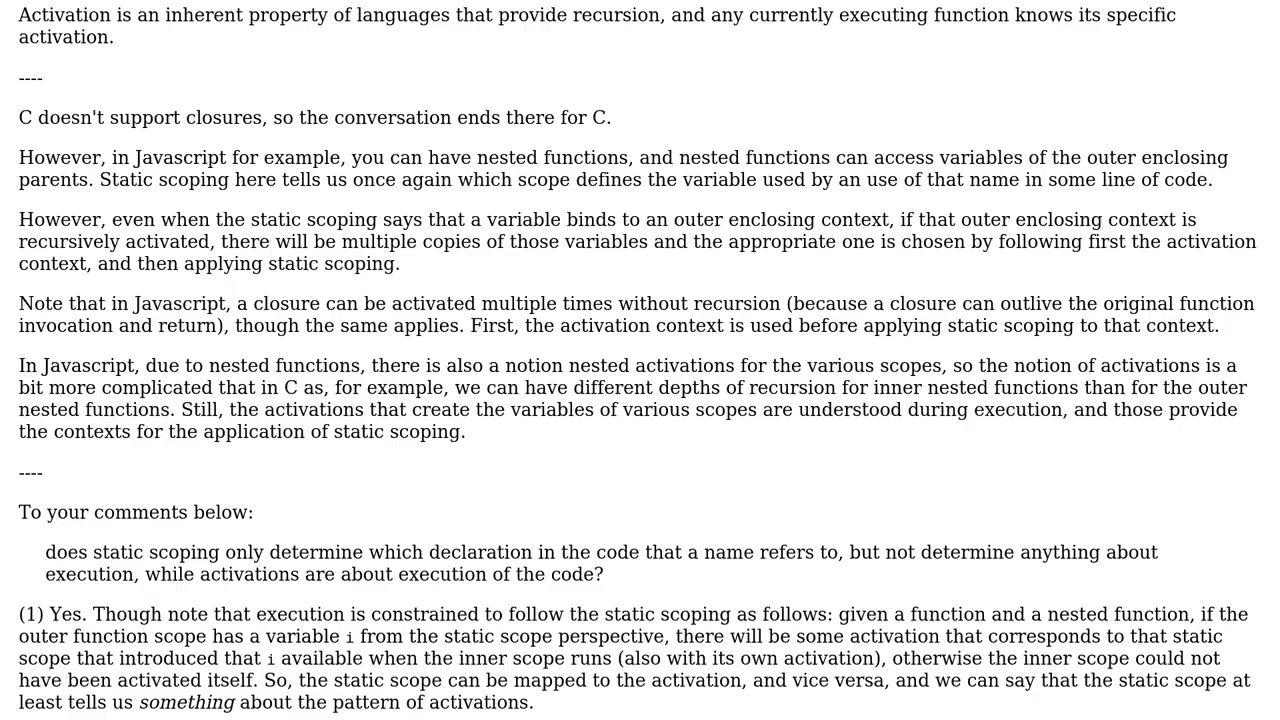 Activation is an inherent property of languages that provide recursion, and any currently executing function knows its specific
activation.
----
C doesn't support closures, so the conversation ends there for C.
However, in Javascript for example, you can have nested functions, and nested functions can access variables of the outer enclosing
parents. Static scoping here tells us once again which scope defines the variable used by an use of that name in some line of code.
However, even when the static scoping says that a variable binds to an outer enclosing context, if that outer enclosing context is
recursively activated, there will be multiple copies of those variables and the appropriate one is chosen by following first the activation
context, and then applying static scoping.
Note that in Javascript, a closure can be activated multiple times without recursion (because a closure can outlive the original function
invocation and return), though the same applies. First, the activation context is used before applying static scoping to that context.
In Javascript, due to nested functions, there is also a notion nested activations for the various scopes, so the notion of activations is a
bit more complicated that in C as, for example, we can have different depths of recursion for inner nested functions than for the outer
nested functions. Still, the activations that create the variables of various scopes are understood during execution, and those provide
the contexts for the application of static scoping.
----
To your comments below:
does static scoping only determine which declaration in the code that a name refers to, but not determine anything about
execution, while activations are about execution of the code?
(1) Yes. Though note that execution is constrained to follow the static scoping as follows: given a function and a nested function, if the
outer function scope has a variable i from the static scope perspective, there will be some activation that corresponds to that static
scope that introduced that i available when the inner scope runs (also with its own activation), otherwise the inner scope could not
have been activated itself. So, the static scope can be mapped to the activation, and vice versa, and we can say that the static scope at
least tells us something about the pattern of activations.